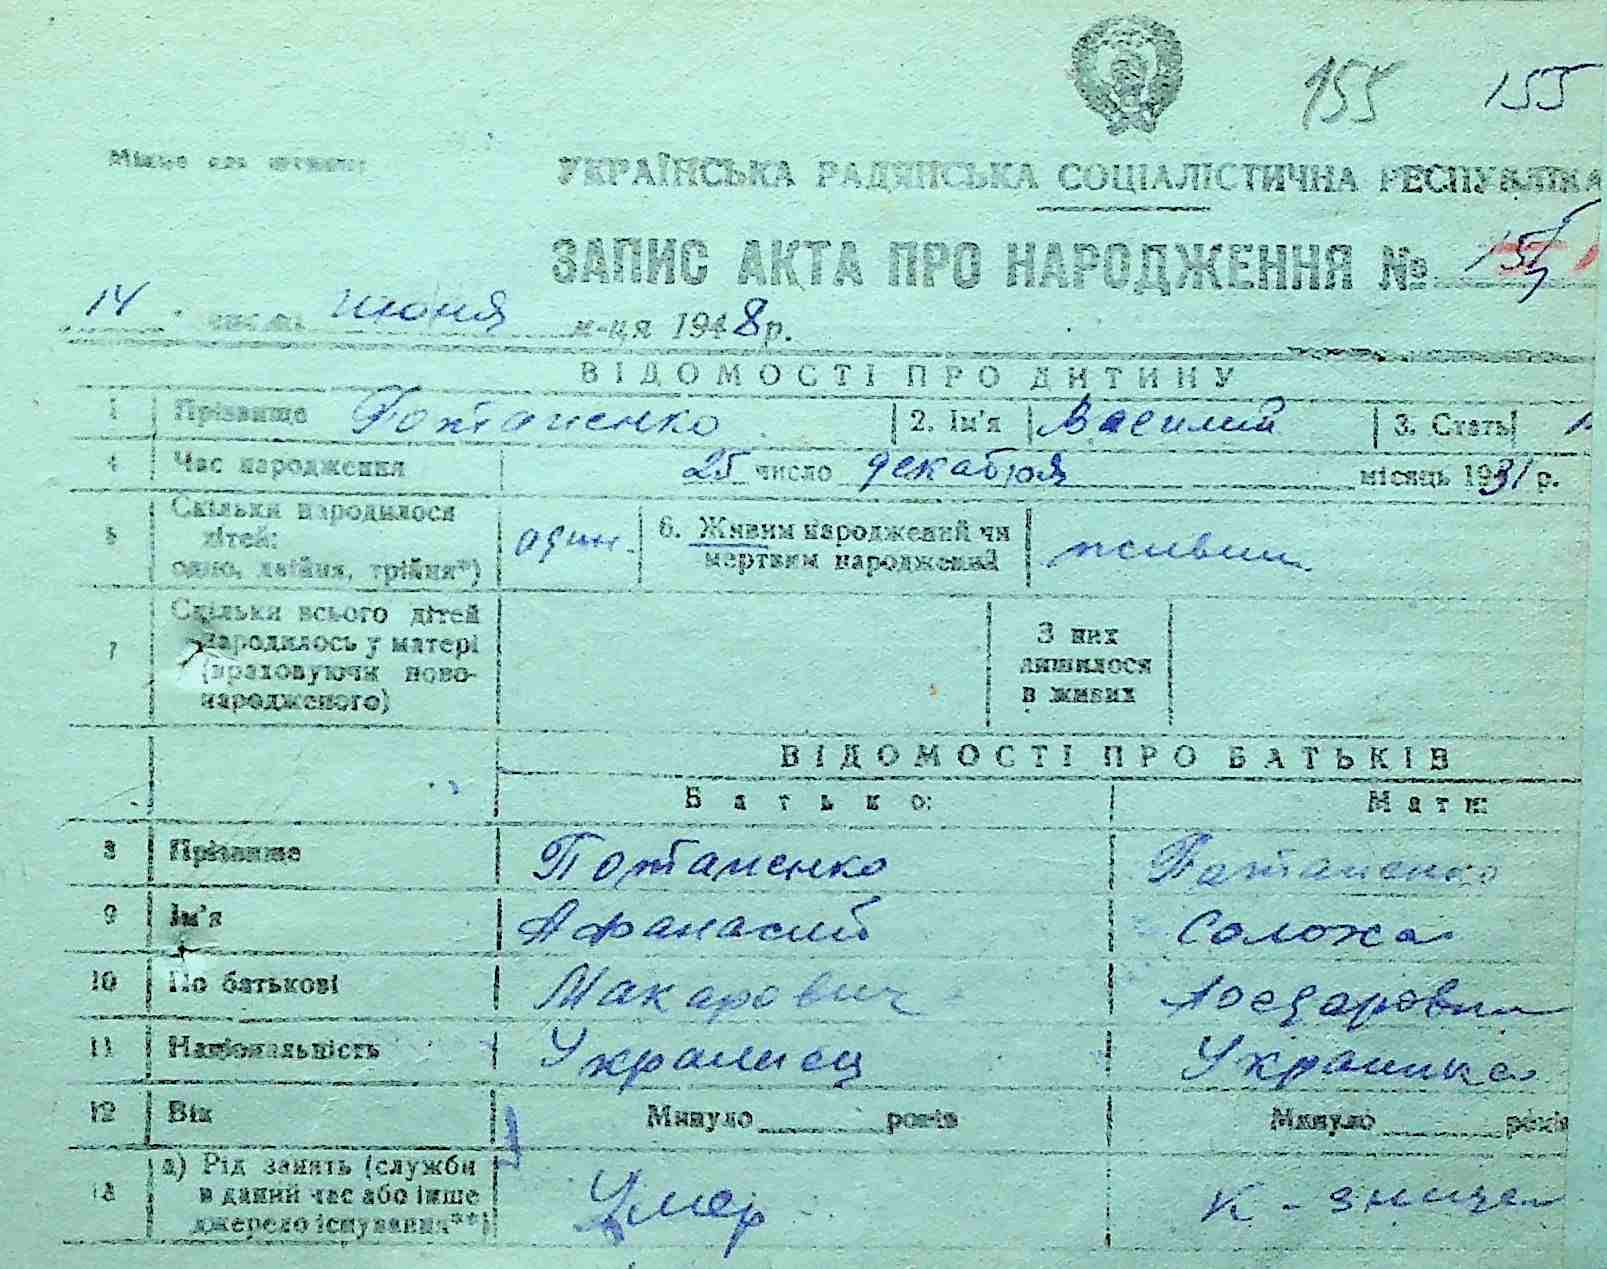 155 155
Місце для штампу
УКРАЇНСЬКА РАДЯНСЬКА СОЦІАЛІСТИЧНА РЕСПУБЛІКА
ЗАПИС АКТА ПРО НАРОДЖЕННЯ №
14 числа июня м-ця 1948 р.
ВІДОМОСТІ ПРО ДИТИНУ
1 Прізвище Потапенко 2. Ім'я Василий 3. Стать
4 Час народження 25 число декабря місяць 1931 р.
5 Скільки народилося дітей: одно, двійня, трійня**) один. 6. Живим народжений чи мертвим народжений живым
7 Скільки всього дітей народилось у матері (враховуючи новонародженого) З них лишилося в живих
ВІДОМОСТІ ПРО БАТЬКІВ
Батько: Мати:
8 Прізвище Потапенко Потапенко
9 Ім'я Афанасий Солоха
10 По батькові Макарович
11 Національність Украинец Украинка
12 Вік Минуло роков Минуло років
13 а) Рід занять (служби в даний час або інше джерело існування**) Умер